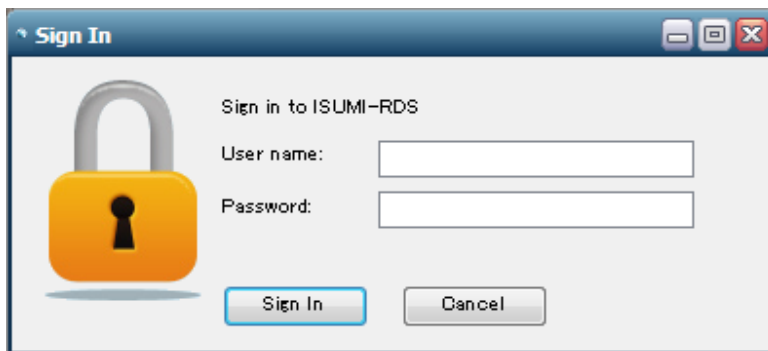 Sign In
Sign in to ISUMI-RDS
User name:
Password:
Sign In
Cancel